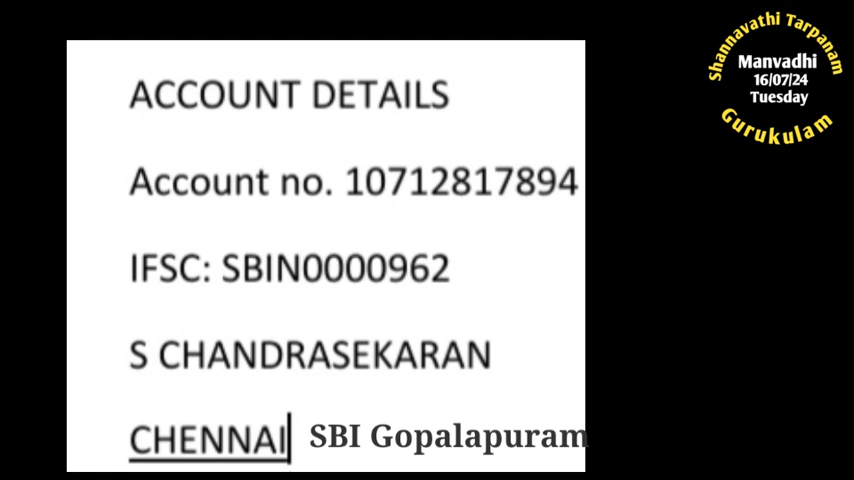 ACCOUNT DETAILS
Account no. 10712817894
IFSC: SBIN0000962
S CHANDRASEKARAN
CHENNAI SBI Gopalapuram
Shannavathi Tarpanam
Manvadhi
16/07/24
Tuesday
Gurukulam